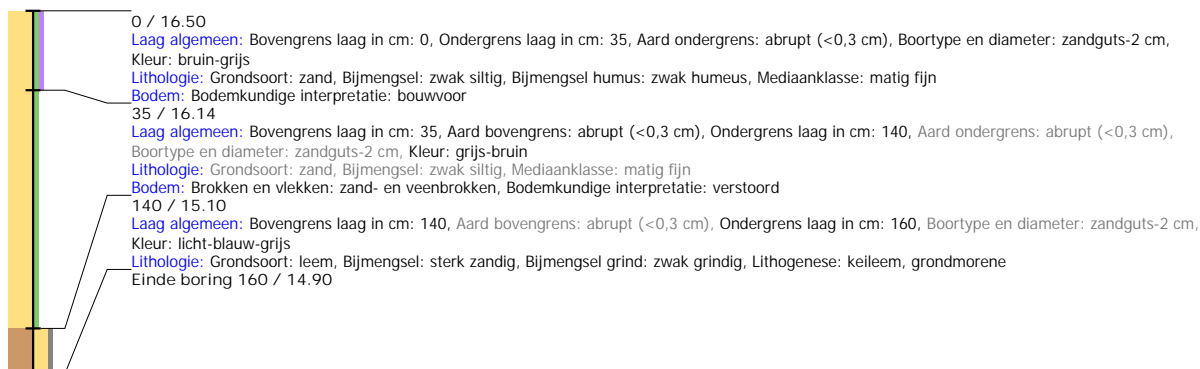 0 / 16.50
Laag algemeen: Bovengrens laag in cm: 0, Ondergrens laag in cm: 35, Aard ondergrens: abrupt (<0,3 cm), Boortype en diameter: zandguts-2 cm,
Kleur: bruin-grijs
Lithologie: Grondsoort: zand, Bijmengsel: zwak siltig, Bijmengsel humus: zwak humeus, Mediaanklasse: matig fijn
Bodem: Bodemkundige interpretatie: bouwvoor
35 / 16.14
Laag algemeen: Bovengrens laag in cm: 35, Aard bovengrens: abrupt (<0,3 cm), Ondergrens laag in cm: 140, Aard ondergrens: abrupt (<0,3 cm),
Boortype en diameter: zandguts-2 cm, Kleur: grijs-bruin
Lithologie: Grondsoort: zand, Bijmengsel: zwak siltig, Mediaanklasse: matig fijn
Bodem: Brokken en vlekken: zand- en veenbrokken, Bodemkundige interpretatie: verstoord
140 / 15.10
Laag algemeen: Bovengrens laag in cm: 140, Aard bovengrens: abrupt (<0,3 cm), Ondergrens laag in cm: 160, Boortype en diameter: zandguts-2 cm,
Kleur: licht-blauw-grijs
Lithologie: Grondsoort: leem, Bijmengsel: sterk zandig, Bijmengsel grind: zwak grindig, Lithogenese: keileem, grondmorene
Einde boring 160 / 14.90